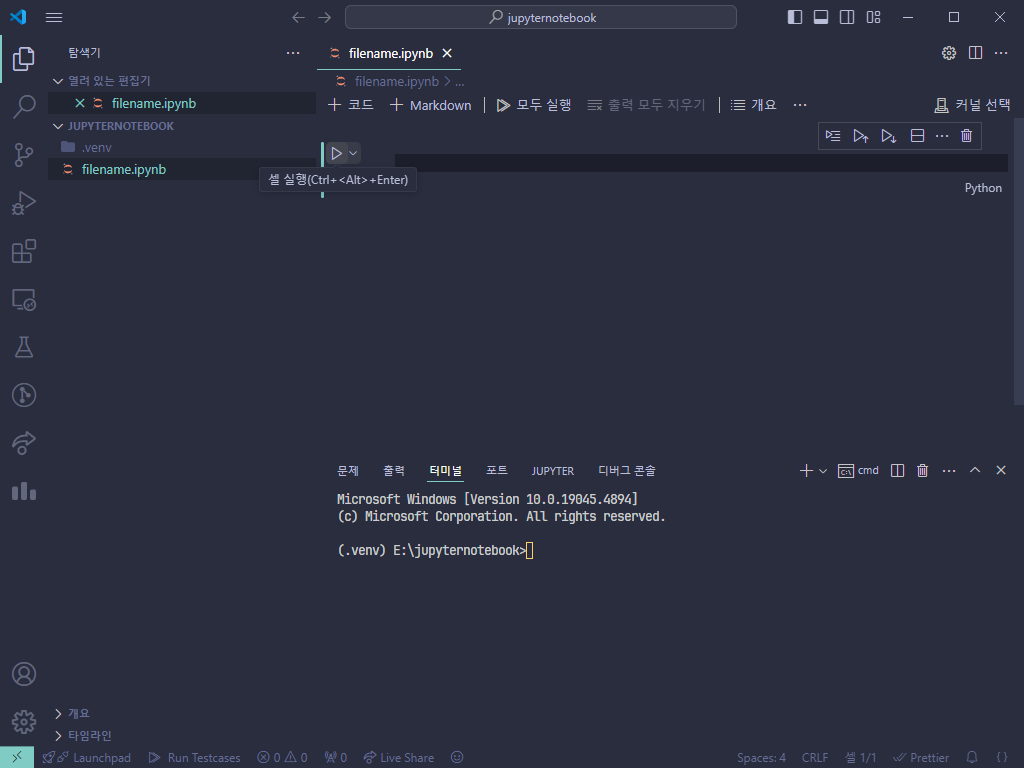 jupyternotebook
탐색기
filename.ipynb
열려 있는 편집기
filename.ipynb > ...
filename.ipynb
코드
Markdown
모두 실행
출력 모두 지우기
개요
커널 선택
JUPYTERNOTEBOOK
.venv
filename.ipynb
셀 실행(Ctrl+<Alt>+Enter)
Python
문제
출력
터미널
포트
JUPYTER
디버그 콘솔
cmd
Microsoft Windows [Version 10.0.19045.4894]
(c) Microsoft Corporation. All rights reserved.
(.venv) E:\jupyternotebook>
개요
타임라인
Launchpad
Run Testcases
0
0
0
Live Share
Spaces: 4
CRLF
셀 1/1
Prettier